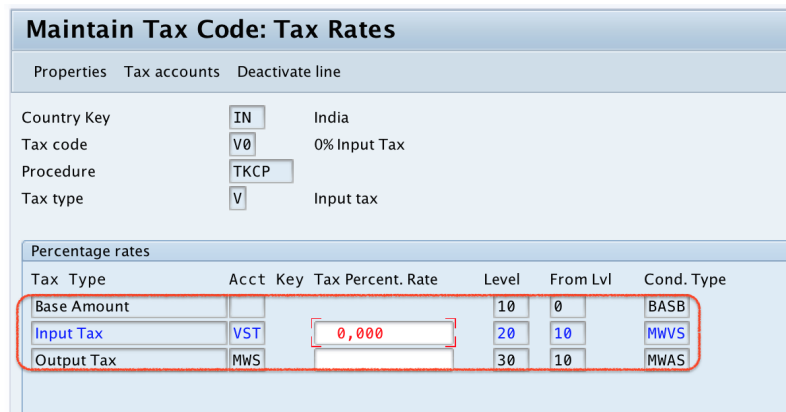 Maintain Tax Code: Tax Rates
Properties Tax accounts Deactivate line
Country Key IN India
Tax code V0 0% Input Tax
Procedure TKCP
Tax type V Input tax
Percentage rates
Tax Type Acct Key Tax Percent. Rate Level From Lvl Cond. Type
Base Amount 10 0 BASB
Input Tax VST 0,000 20 10 MWVS
Output Tax MWS 30 10 MWAS